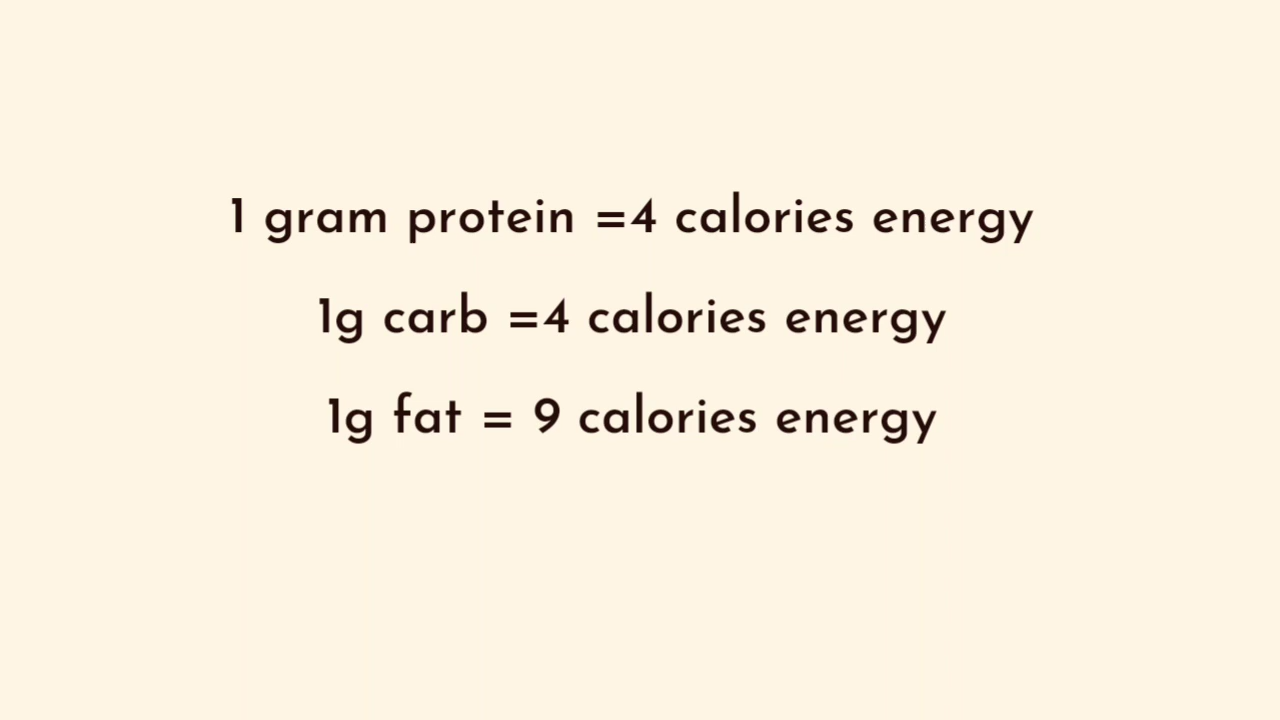 1 gram protein =4 calories energy
1g carb =4 calories energy
1g fat = 9 calories energy